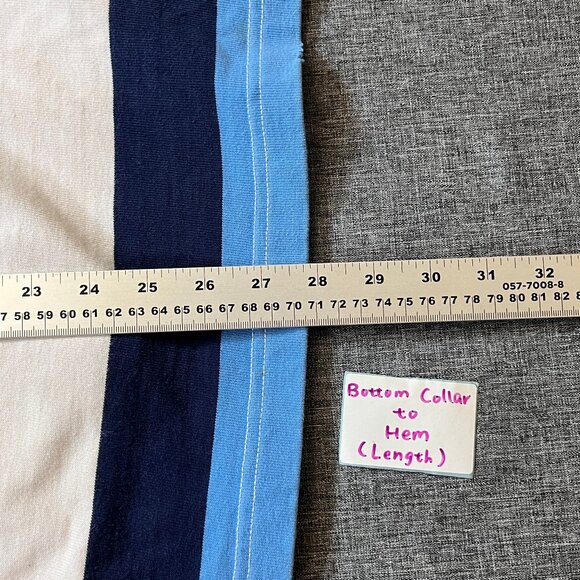 23 24 25 26 27 28 29 30 31 32
057-7008-8
7 58 59 60 61 62 63 64 65 66 67 68 69 70 71 72 73 74 75 76 77 78 79 80 81 82 8
Bottom Collar
to
Hem
(Length)